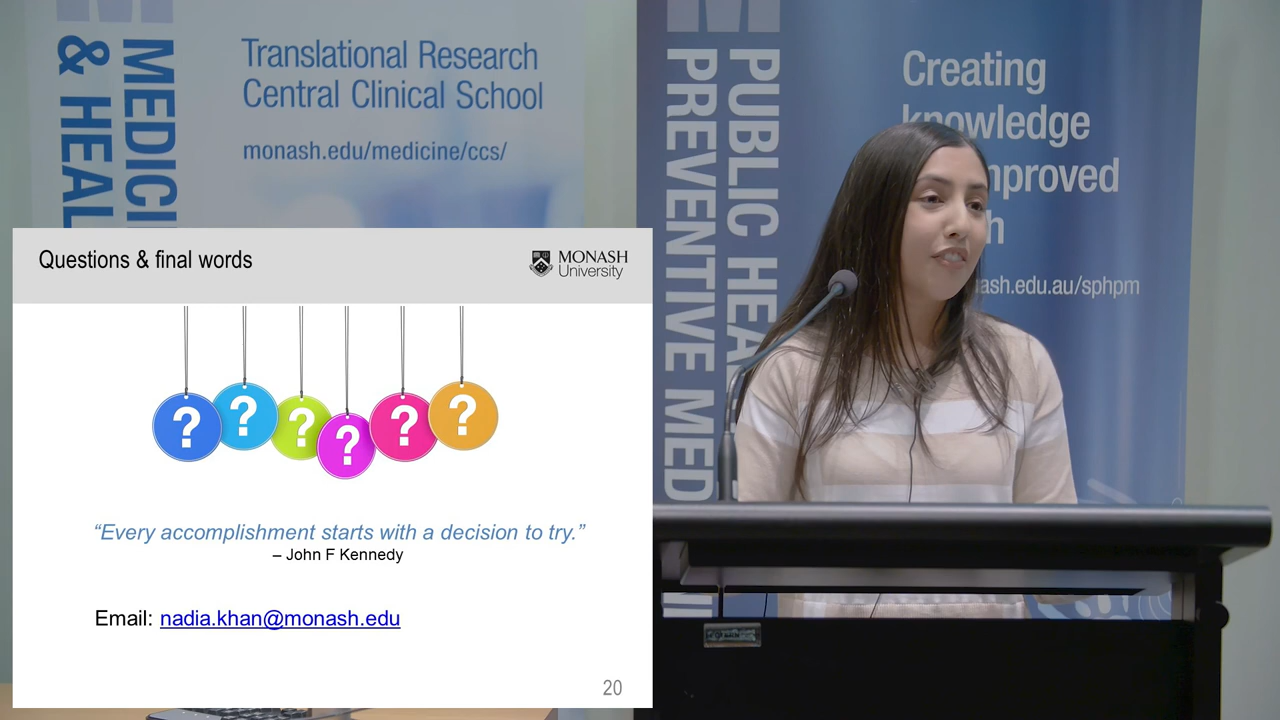 MEDICI
& HEAL
Translational Research
Central Clinical School
monash.edu/medicine/ccs/
PUBLIC HEA
PREVENTIVE MED
Creating
knowledge
improved
ash.edu.au/sphpm
Questions & final words
MONASH
University
?
?
?
?
?
?
“Every accomplishment starts with a decision to try.”
– John F Kennedy
Email: nadia.khan@monash.edu
20